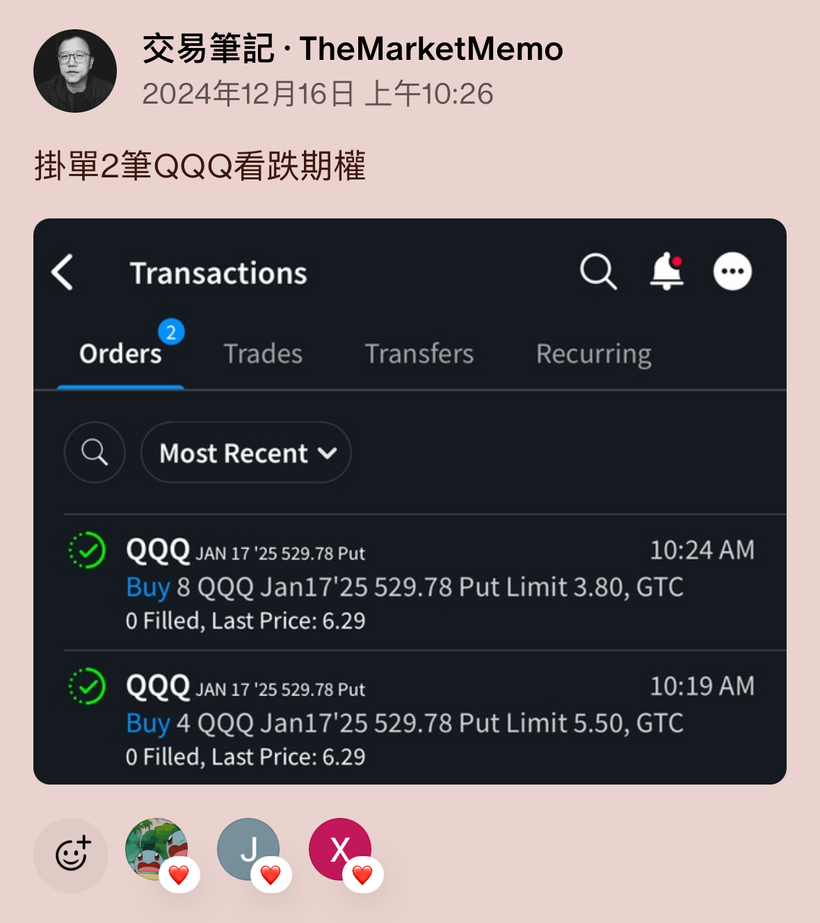 交易筆記 · TheMarketMemo
2024年12月16日 上午10:26
掛單2筆QQQ看跌期權
Transactions
Orders 2 Trades Transfers Recurring
Most Recent
QQQ JAN 17 '25 529.78 Put 10:24 AM
Buy 8 QQQ Jan17'25 529.78 Put Limit 3.80, GTC
0 Filled, Last Price: 6.29
QQQ JAN 17 '25 529.78 Put 10:19 AM
Buy 4 QQQ Jan17'25 529.78 Put Limit 5.50, GTC
0 Filled, Last Price: 6.29
J X